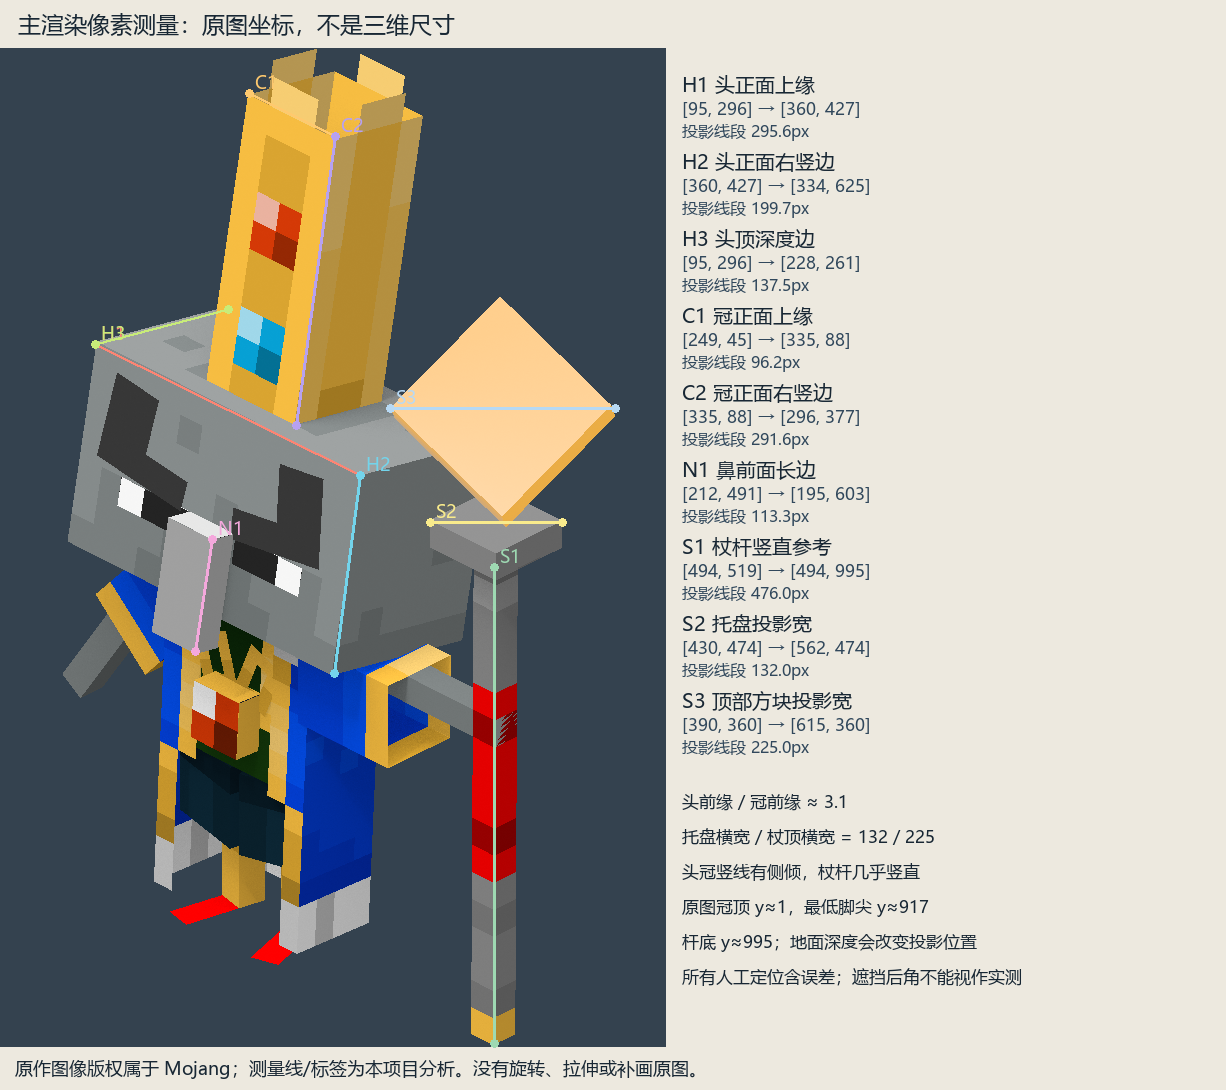 主渲染像素测量：原图坐标，不是三维尺寸
C1
C2
H3
H2
N1
S3
S2
S1
H1 头正面上缘
[95, 296] → [360, 427]
投影线段 295.6px
H2 头正面右竖边
[360, 427] → [334, 625]
投影线段 199.7px
H3 头顶深度边
[95, 296] → [228, 261]
投影线段 137.5px
C1 冠正面上缘
[249, 45] → [335, 88]
投影线段 96.2px
C2 冠正面右竖边
[335, 88] → [296, 377]
投影线段 291.6px
N1 鼻前面长边
[212, 491] → [195, 603]
投影线段 113.3px
S1 杖杆竖直参考
[494, 519] → [494, 995]
投影线段 476.0px
S2 托盘投影宽
[430, 474] → [562, 474]
投影线段 132.0px
S3 顶部方块投影宽
[390, 360] → [615, 360]
投影线段 225.0px
头前缘 / 冠前缘 ≈ 3.1
托盘横宽 / 杖顶横宽 = 132 / 225
头冠竖线有侧倾，杖杆几乎竖直
原图冠顶 y≈1，最低脚尖 y≈917
杆底 y≈995；地面深度会改变投影位置
所有人工定位含误差；遮挡后角不能视作实测
原作图像版权属于 Mojang；测量线/标签为本项目分析。没有旋转、拉伸或补画原图。